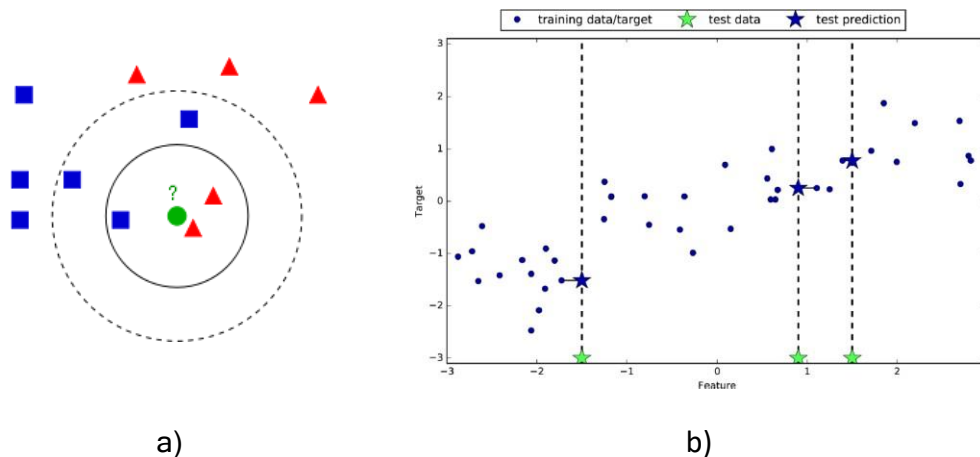 training data/target
test data
test prediction
?
3
2
1
0
−1
−2
−3
Target
−3
−2
−1
0
1
2
Feature
a)
b)